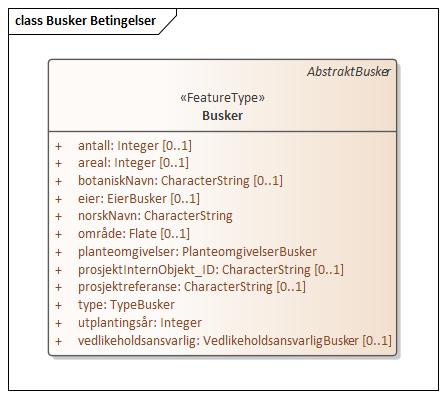 class Busker Betingelser
AbstraktBusker
«FeatureType»
Busker
+ antall: Integer [0..1]
+ areal: Integer [0..1]
+ botaniskNavn: CharacterString [0..1]
+ eier: EierBusker [0..1]
+ norskNavn: CharacterString
+ område: Flate [0..1]
+ planteomgivelser: PlanteomgivelserBusker
+ prosjektInternObjekt_ID: CharacterString [0..1]
+ prosjektreferanse: CharacterString [0..1]
+ type: TypeBusker
+ utplantingsår: Integer
+ vedlikeholdsansvarlig: VedlikeholdsansvarligBusker [0..1]